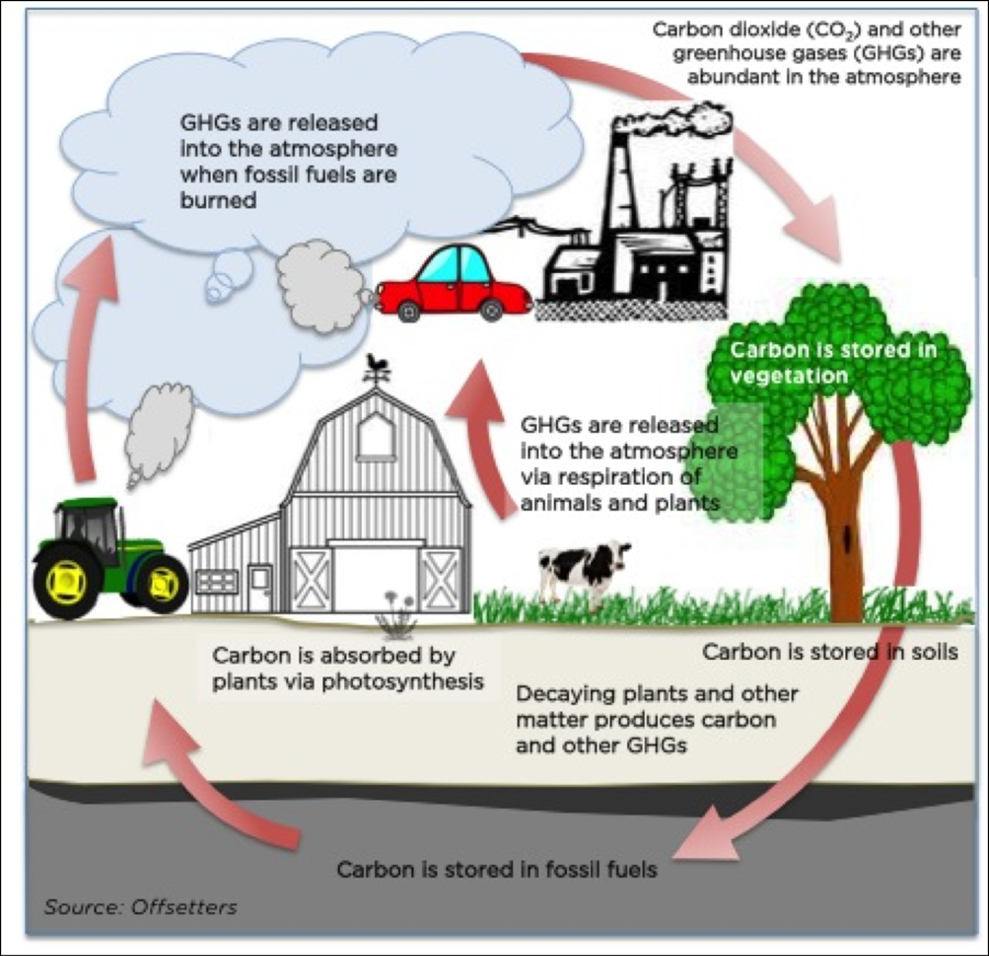 Carbon dioxide (CO₂) and other
greenhouse gases (GHGs) are
abundant in the atmosphere
GHGs are released
into the atmosphere
when fossil fuels are
burned
Carbon is stored in
vegetation
GHGs are released
into the atmosphere
via respiration of
animals and plants
Carbon is absorbed by
plants via photosynthesis
Carbon is stored in soils
Decaying plants and other
matter produces carbon
and other GHGs
Carbon is stored in fossil fuels
Source: Offsetters